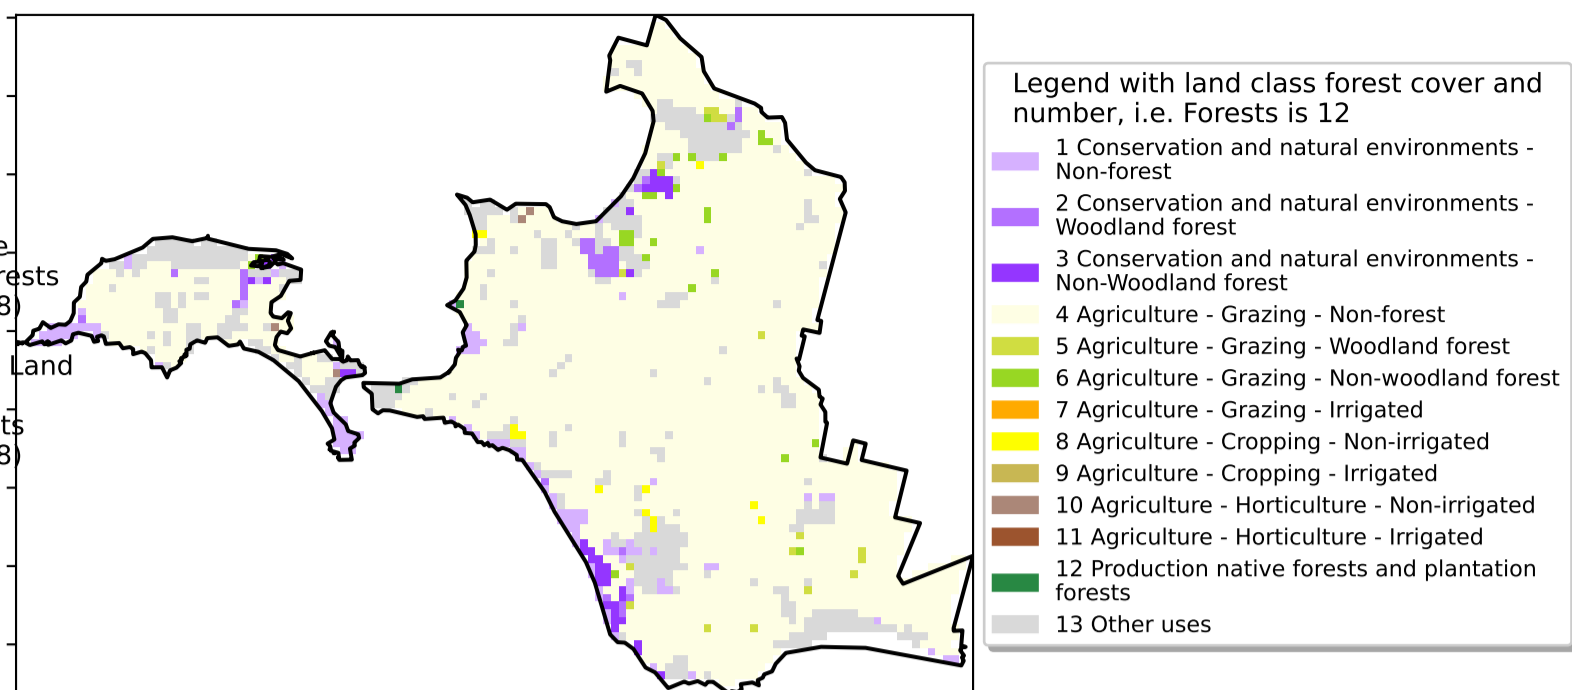 Legend with land class forest cover and
number, i.e. Forests is 12
1 Conservation and natural environments -
Non-forest
2 Conservation and natural environments -
Woodland forest
3 Conservation and natural environments -
Non-Woodland forest
4 Agriculture - Grazing - Non-forest
5 Agriculture - Grazing - Woodland forest
6 Agriculture - Grazing - Non-woodland forest
7 Agriculture - Grazing - Irrigated
8 Agriculture - Cropping - Non-irrigated
9 Agriculture - Cropping - Irrigated
10 Agriculture - Horticulture - Non-irrigated
11 Agriculture - Horticulture - Irrigated
12 Production native forests and plantation
forests
13 Other uses
e
rests
8)
Land
ts
8)